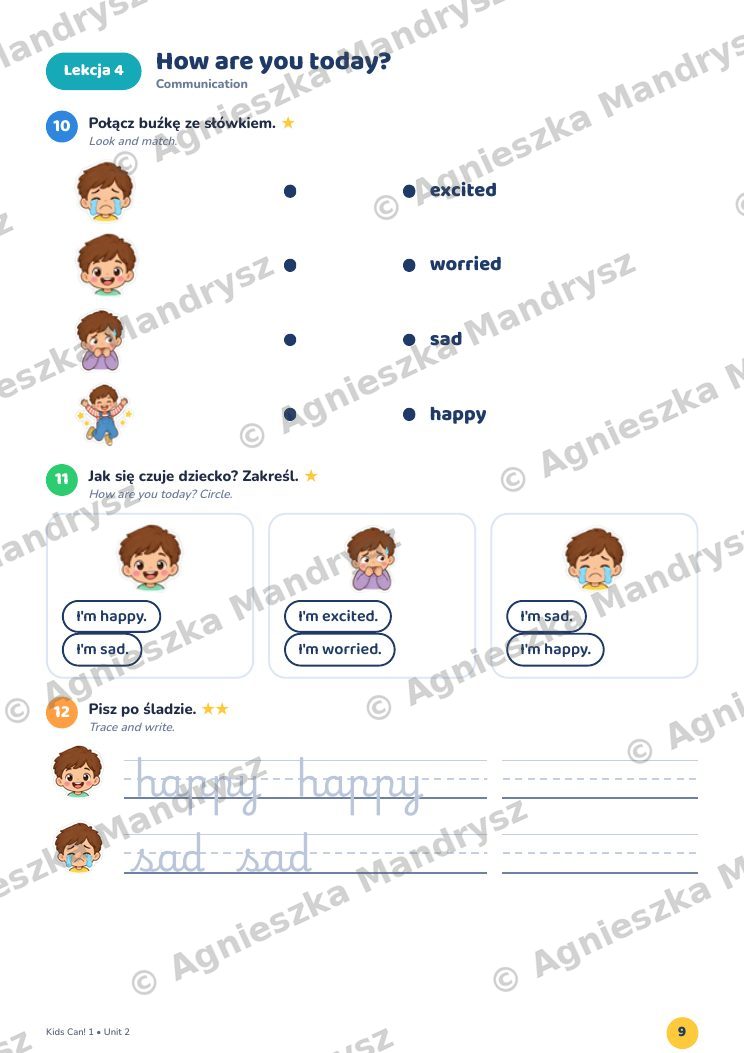 Lekcja 4
How are you today?
Communication
10
Połącz buźkę ze słówkiem.
Look and match.
excited
worried
sad
happy
11
Jak się czuje dziecko? Zakreśl.
How are you today? Circle.
I'm happy.
I'm sad.
I'm excited.
I'm worried.
I'm sad.
I'm happy.
12
Pisz po śladzie.
Trace and write.
happy happy
sad sad
Kids Can! 1 • Unit 2
9
© Agnieszka Mandrysz